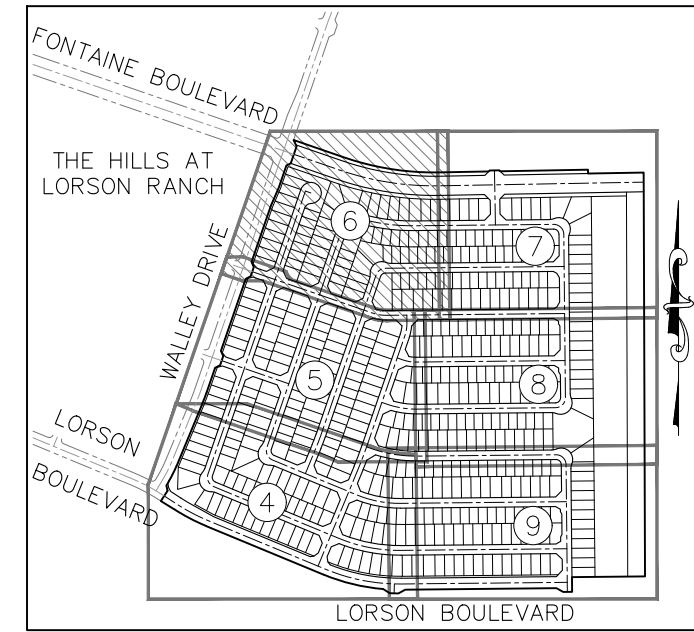 FONTAINE BOULEVARD
THE HILLS AT
LORSON RANCH
6
7
WALLEY DRIVE
5
8
LORSON
BOULEVARD
4
9
LORSON BOULEVARD